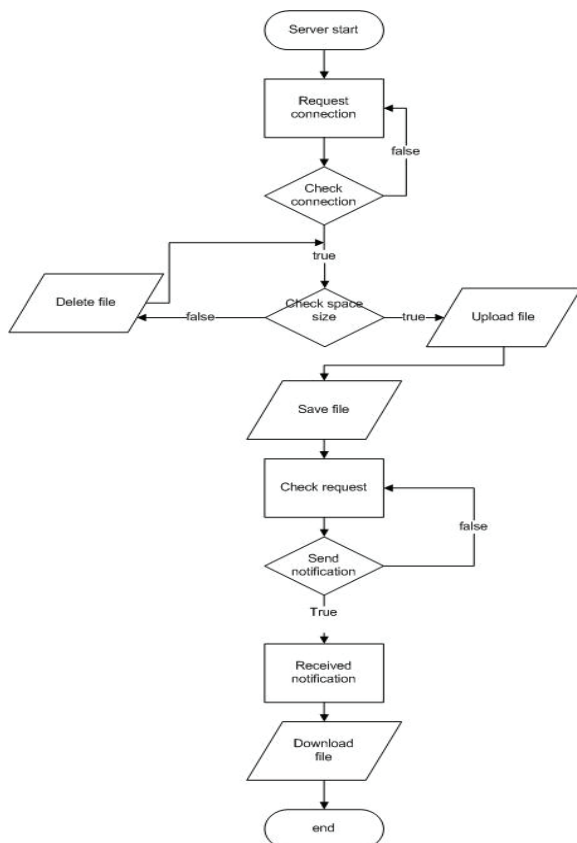 Server start
Request
connection
false
Check
connection
true
Delete file
false
Check space
size
true
Upload file
Save file
Check request
false
Send
notification
True
Received
notification
Download
file
end